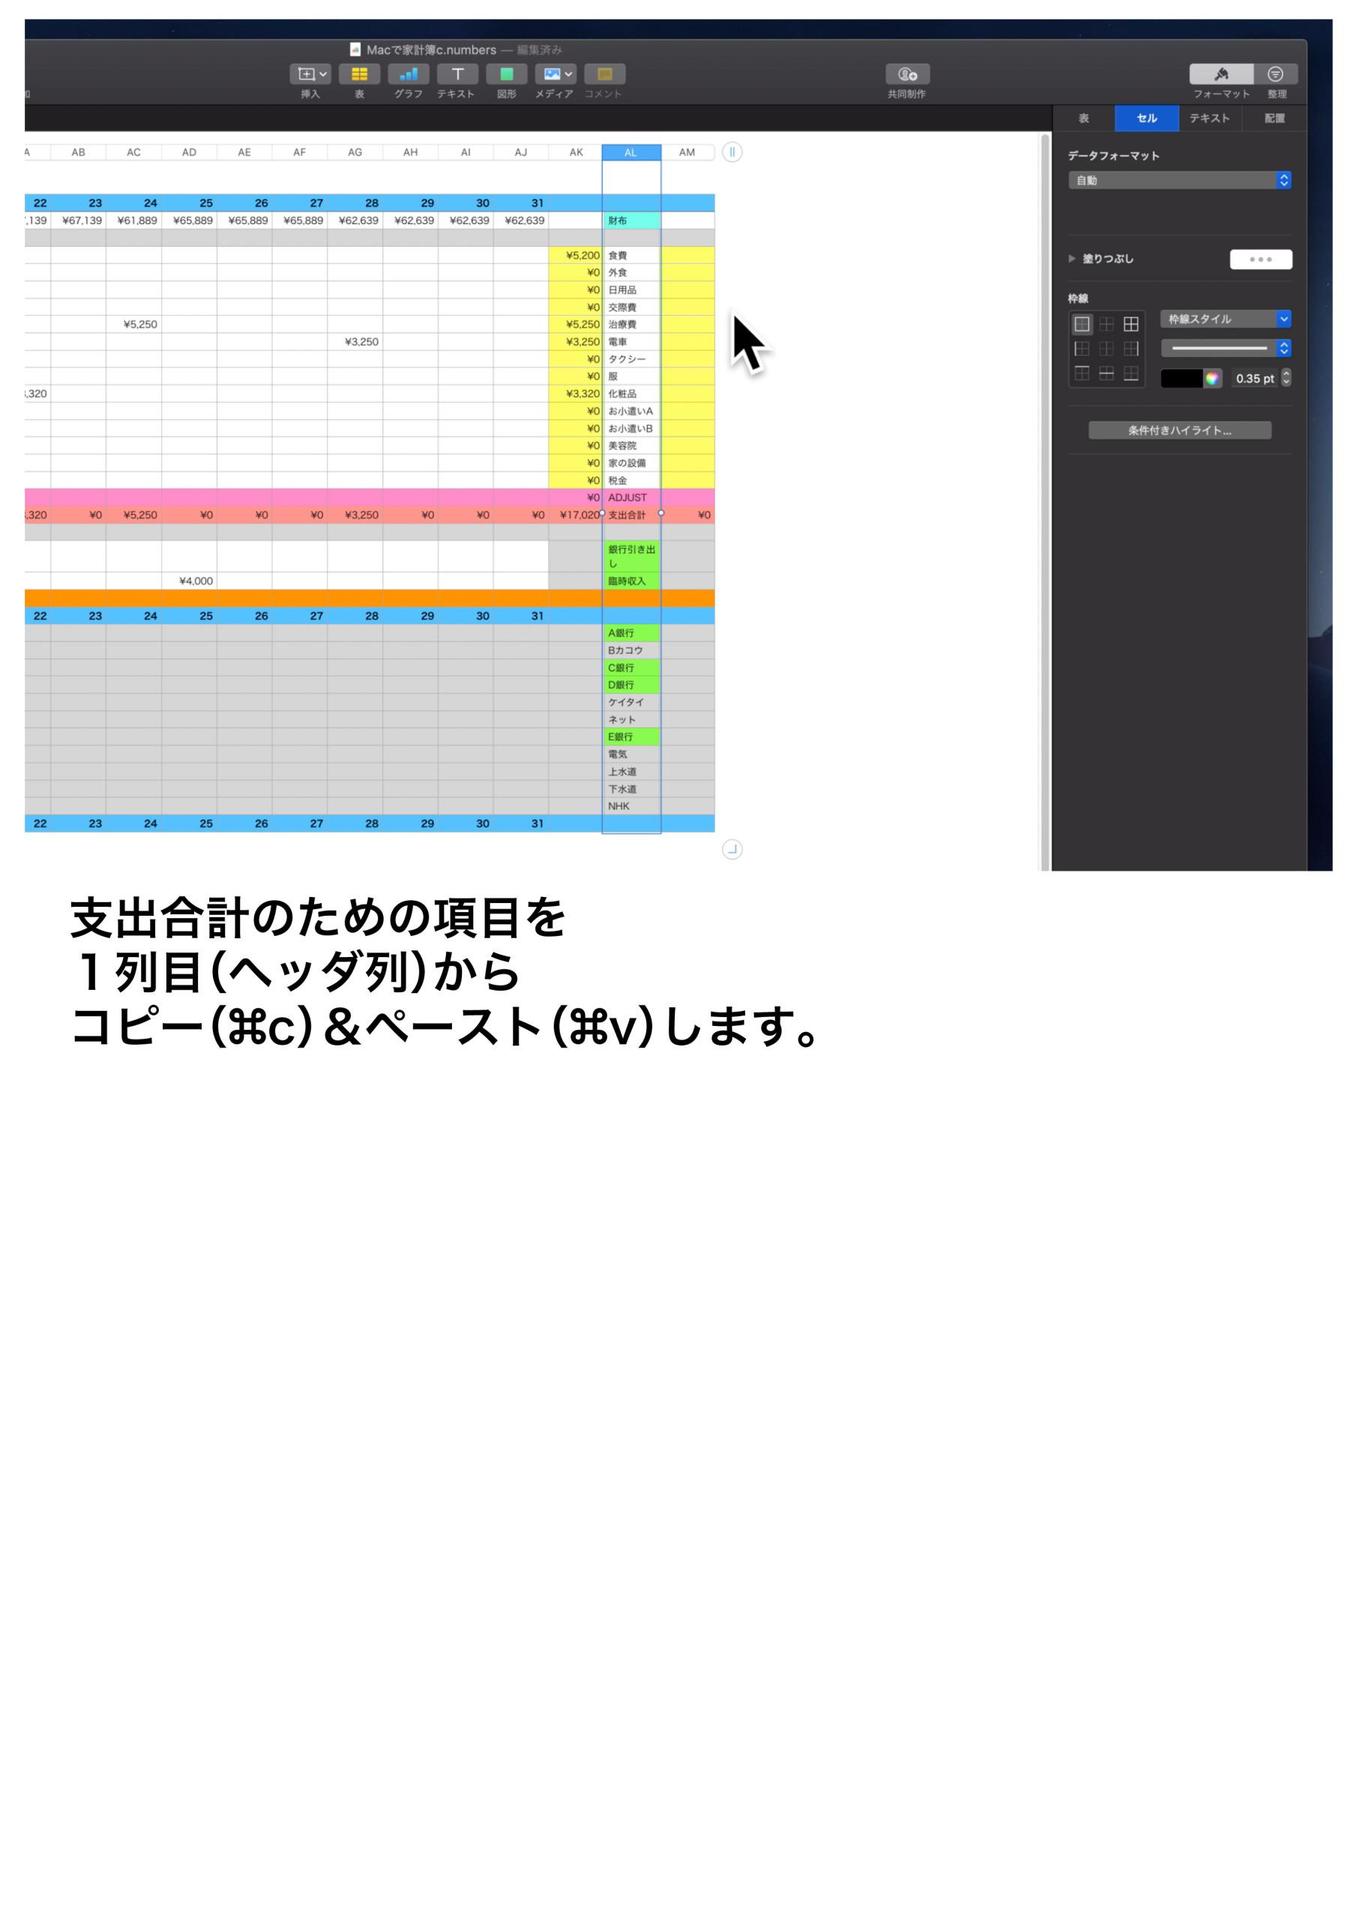 Macで家計簿c.numbers — 編集済み
挿入 表 グラフ テキスト 図形 メディア コメント 共同制作 フォーマット 整理
表 セル テキスト 配置
AB AC AD AE AF AG AH AI AJ AK AL AM
データフォーマット
自動
22 23 24 25 26 27 28 29 30 31
,139 ¥67,139 ¥61,889 ¥65,889 ¥65,889 ¥65,889 ¥62,639 ¥62,639 ¥62,639 ¥62,639 財布
¥5,200 食費
¥0 外食
¥0 日用品
¥0 交際費
¥5,250 ¥5,250 治療費
¥3,250 ¥3,250 電車
¥0 タクシー
¥0 服
,320 ¥3,320 化粧品
¥0 お小遣いA
¥0 お小遣いB
¥0 美容院
¥0 家の設備
¥0 税金
¥0 ADJUST
,320 ¥0 ¥5,250 ¥0 ¥0 ¥0 ¥3,250 ¥0 ¥0 ¥0 ¥17,020 支出合計 ¥0
銀行引き出
し
¥4,000 臨時収入
22 23 24 25 26 27 28 29 30 31
A銀行
Bカコウ
C銀行
D銀行
ケイタイ
ネット
E銀行
電気
上水道
下水道
NHK
22 23 24 25 26 27 28 29 30 31
塗りつぶし
枠線
枠線スタイル
0.35 pt
条件付きハイライト...
支出合計のための項目を
１列目(ヘッダ列)から
コピー(⌘c)＆ペースト(⌘v)します。